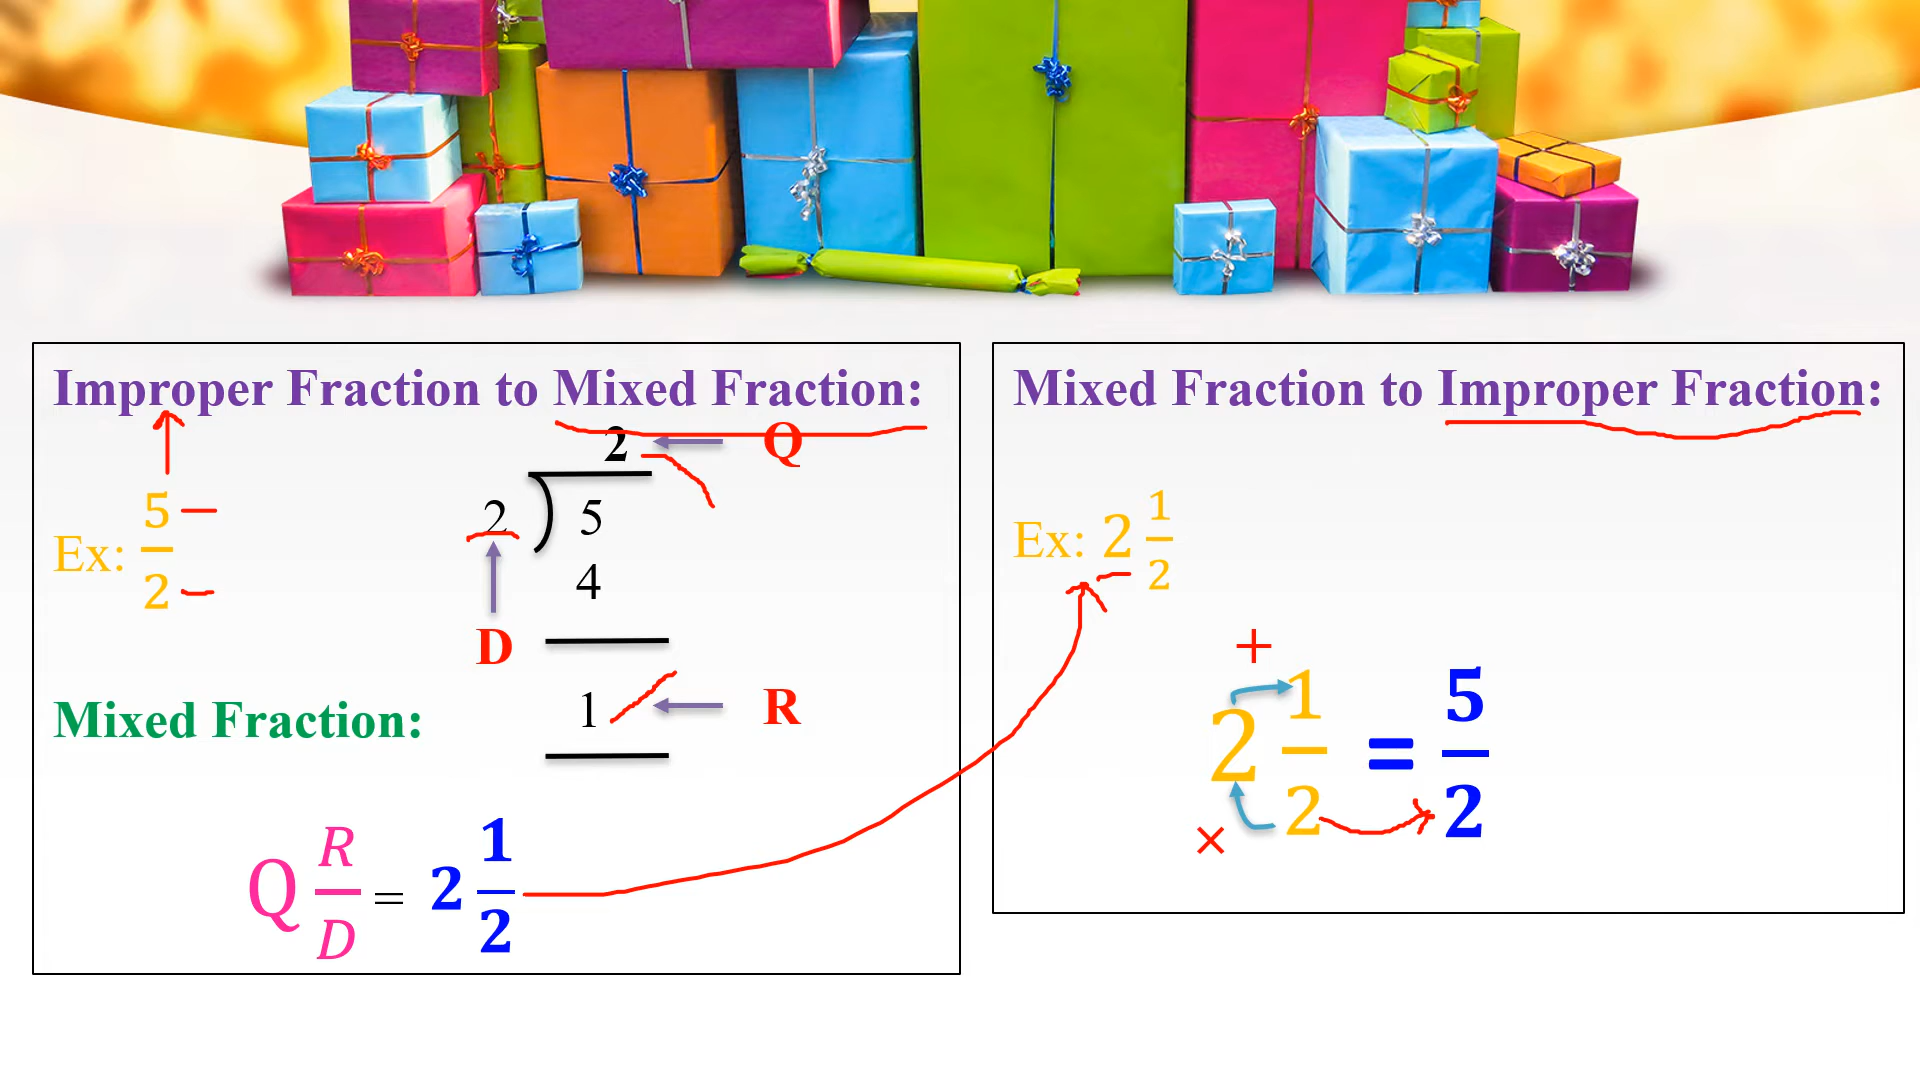 Improper Fraction to Mixed Fraction:
2 Q
Ex: 5/2
2 ) 5
4
D
1 R
Mixed Fraction:
Q R/D = 2 1/2
Mixed Fraction to Improper Fraction:
Ex: 2 1/2
+
2 1/2 = 5/2
×